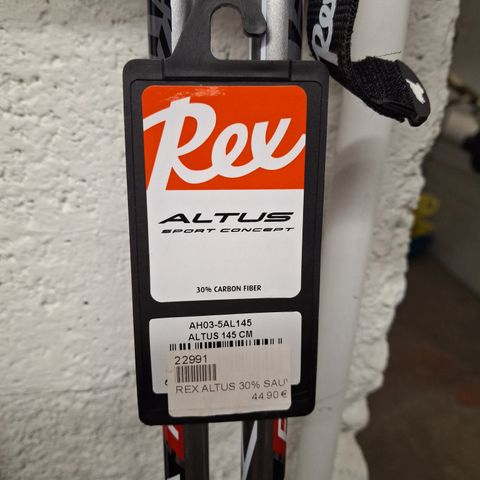 Rex
Rex
ALTUS
SPORT CONCEPT
30% CARBON FIBER
AH03-5AL145
ALTUS 145 CM
22991
REX ALTUS 30% SAU
44.90 €